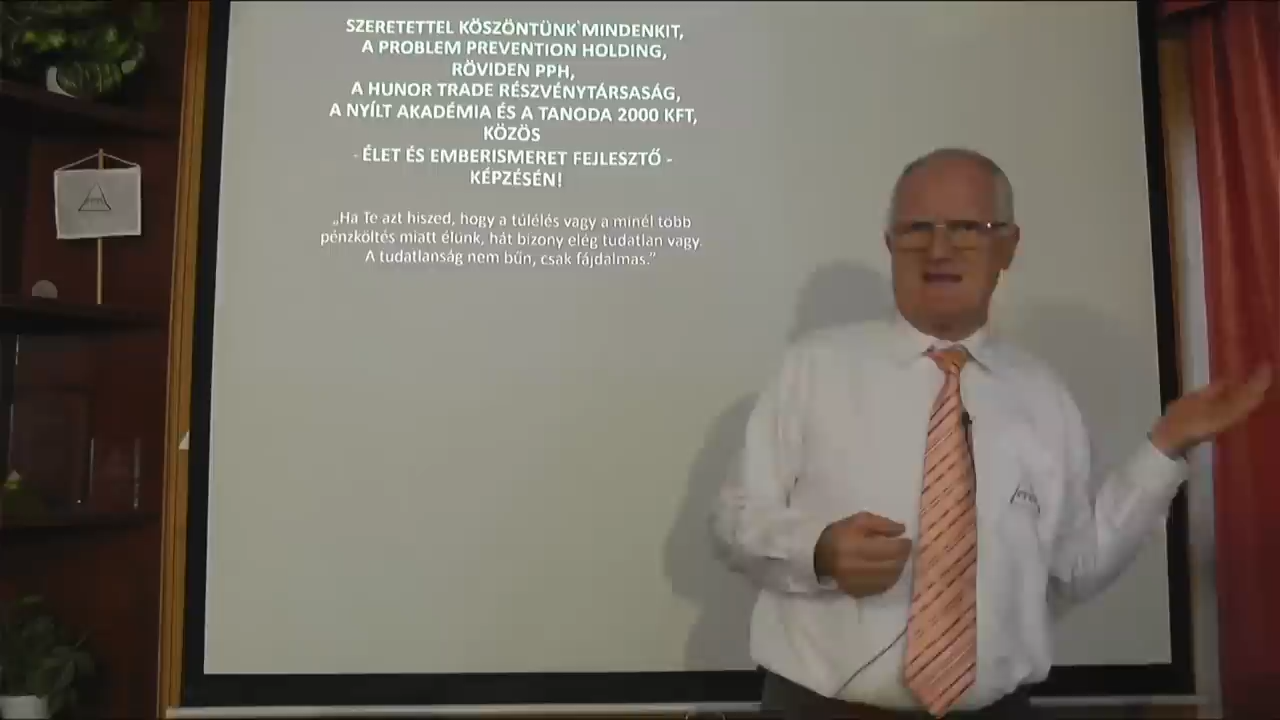 SZERETETTEL KÖSZÖNTÜNK MINDENKIT,
A PROBLEM PREVENTION HOLDING,
RÖVIDEN PPH,
A HUNOR TRADE RÉSZVÉNYTÁRSASÁG,
A NYÍLT AKADÉMIA ÉS A TANODA 2000 KFT,
KÖZÖS
- ÉLET ÉS EMBERISMERET FEJLESZTŐ -
KÉPZÉSÉN!
„Ha Te azt hiszed, hogy a túlélés vagy a minél több
pénzköltés miatt élünk, hát bizony elég tudatlan vagy.
A tudatlanság nem bűn, csak fájdalmas.”